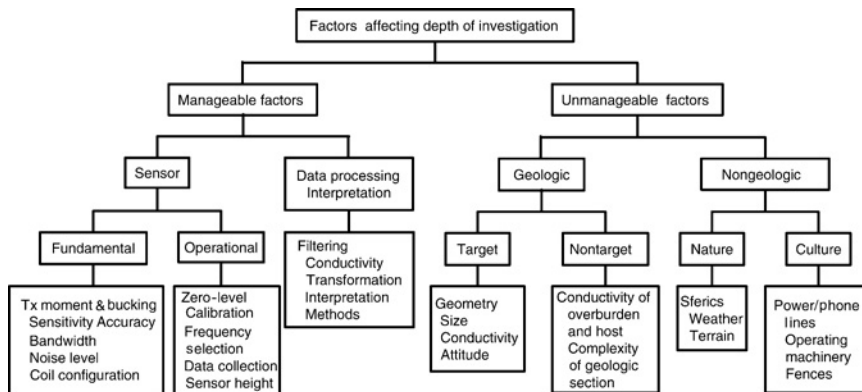 Factors affecting depth of investigation
Manageable factors
Unmanageable factors
Sensor
Data processing
Interpretation
Geologic
Nongeologic
Fundamental
Operational
Filtering
Conductivity
Transformation
Interpretation
Methods
Target
Nontarget
Nature
Culture
Tx moment & bucking
Sensitivity Accuracy
Bandwidth
Noise level
Coil configuration
Zero-level
Calibration
Frequency
selection
Data collection
Sensor height
Geometry
Size
Conductivity
Attitude
Conductivity of
overburden and host
Complexity
of geologic
section
Sferics
Weather
Terrain
Power/phone
lines
Operating
machinery
Fences